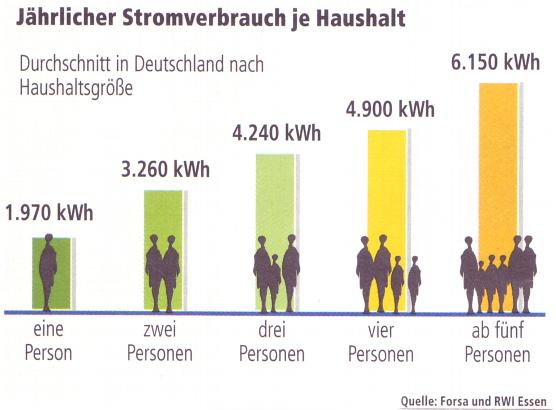 Jährlicher Stromverbrauch je Haushalt
Durchschnitt in Deutschland nach
Haushaltsgröße
1.970 kWh
3.260 kWh
4.240 kWh
4.900 kWh
6.150 kWh
eine
Person
zwei
Personen
drei
Personen
vier
Personen
ab fünf
Personen
Quelle: Forsa und RWI Essen